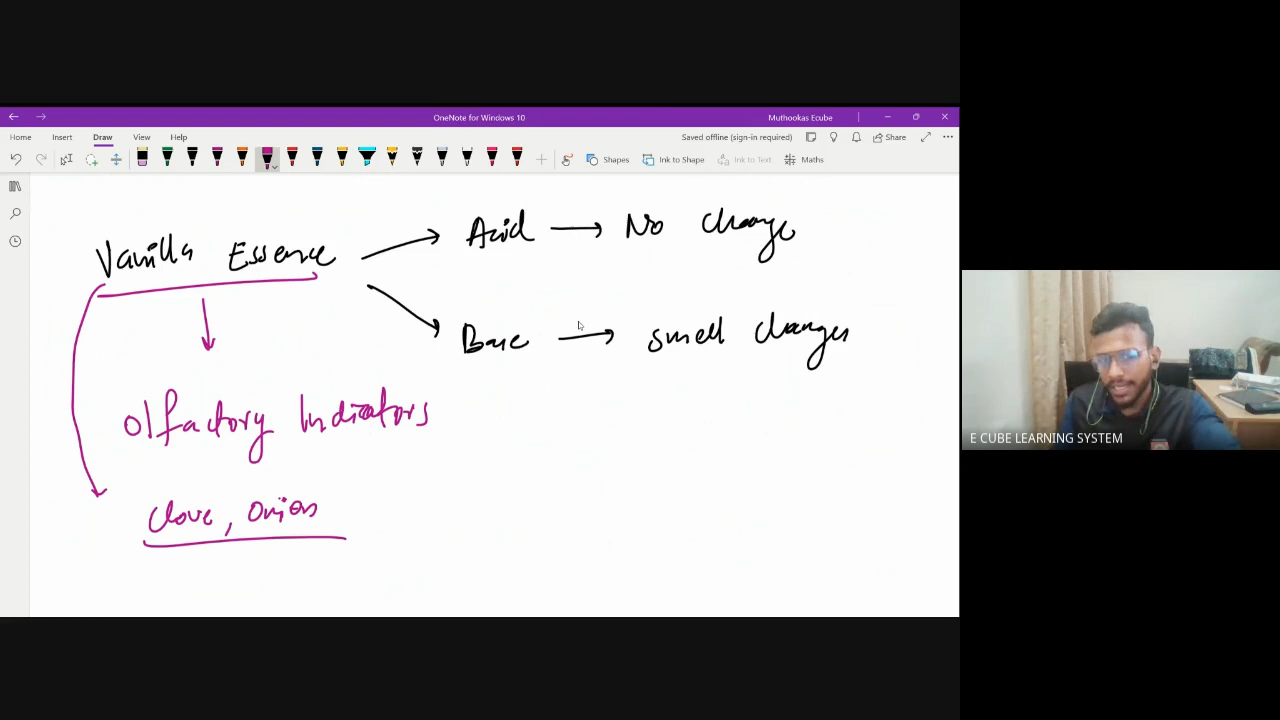 OneNote for Windows 10
Muthookas Ecube
Home Insert Draw View Help
Saved offline (sign-in required)
Share
Shapes
Ink to Shape
Ink to Text
Maths
Vanilla Essence
Acid → No change
Base → smell changes
Olfactory Indicators
Clove, Onion
E CUBE LEARNING SYSTEM